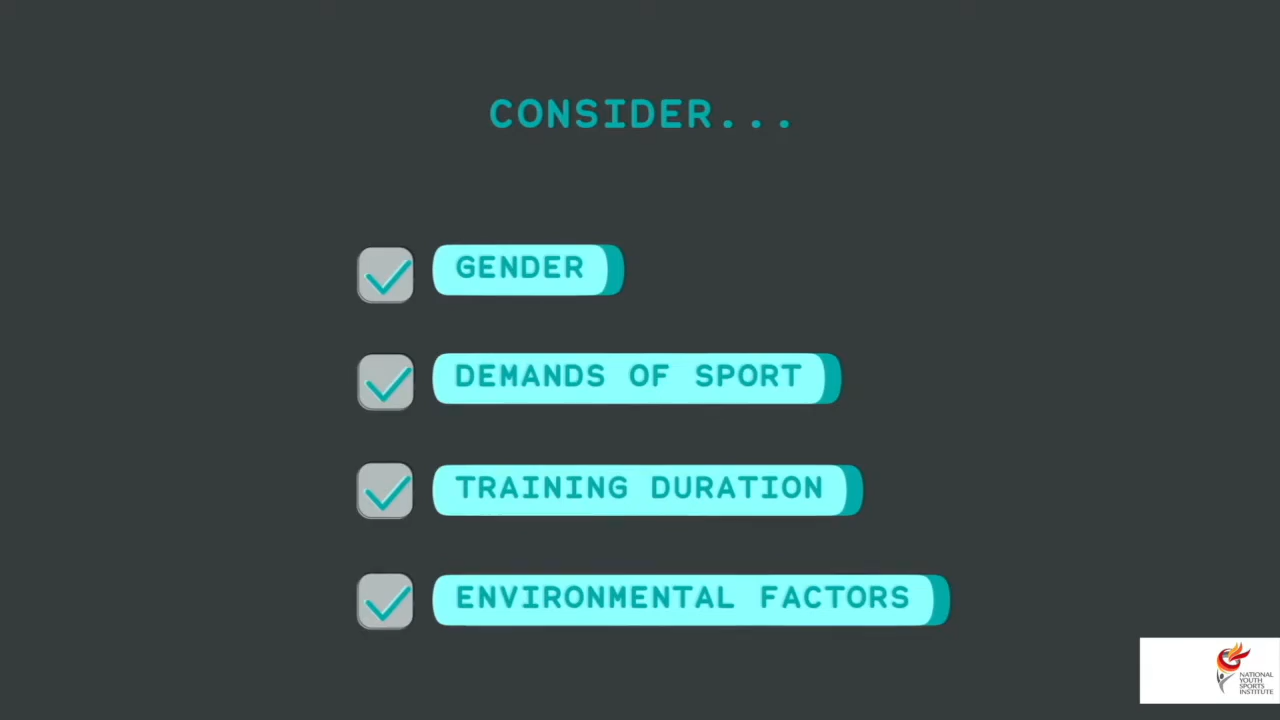 CONSIDER...
GENDER
DEMANDS OF SPORT
TRAINING DURATION
ENVIRONMENTAL FACTORS
NATIONAL
YOUTH
SPORTS
INSTITUTE